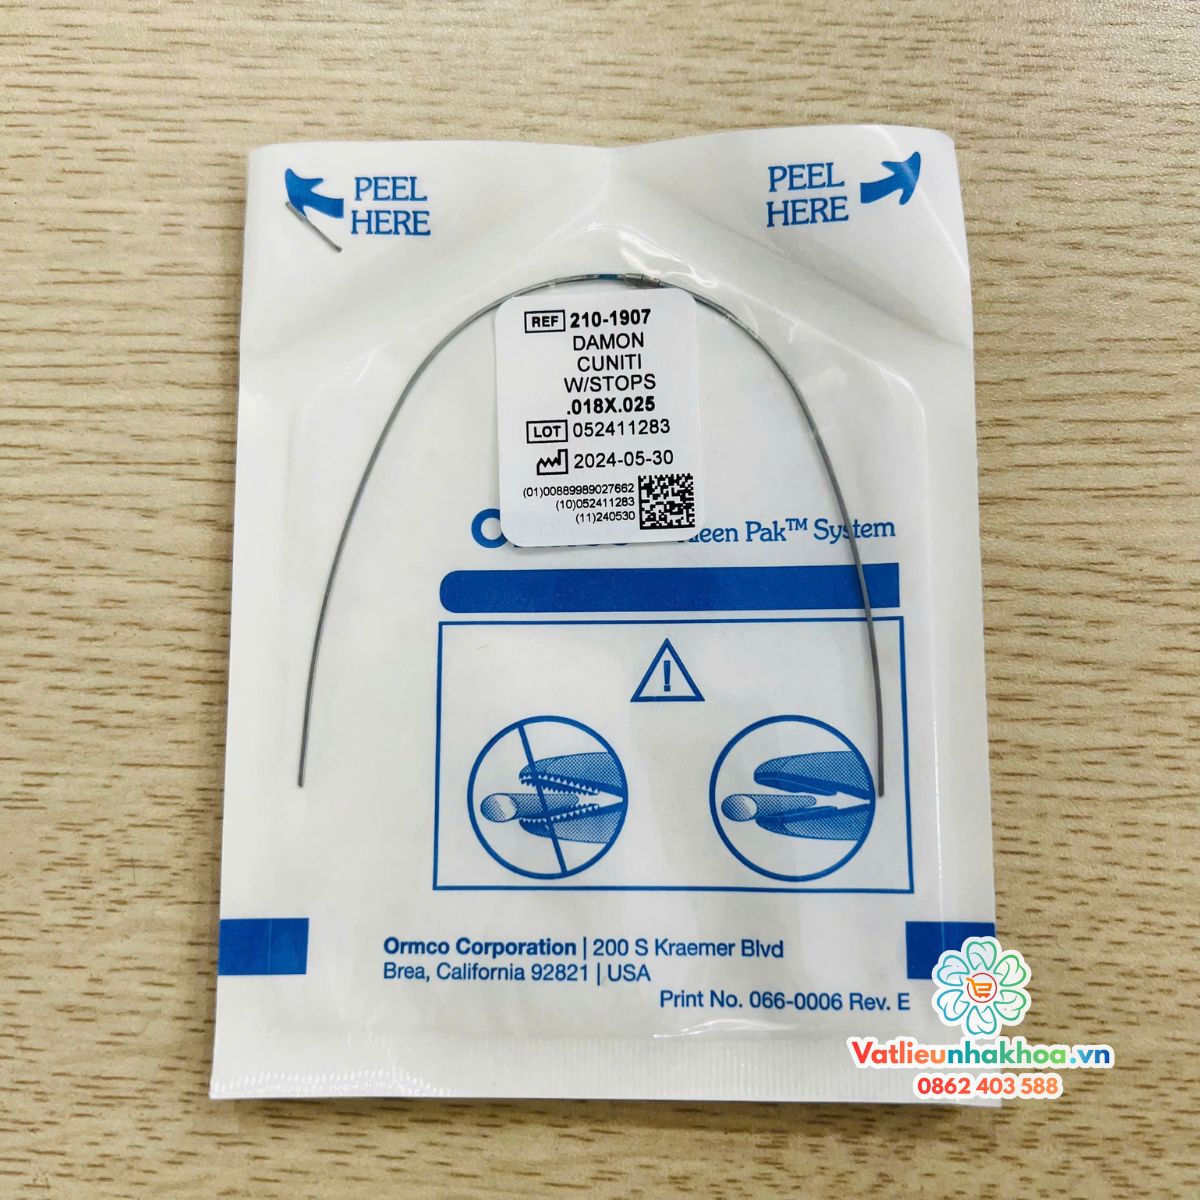 PEEL
HERE
PEEL
HERE
REF 210-1907
DAMON
CUNITI
W/STOPS
.018X.025
LOT 052411283
2024-05-30
(01)00889989027662
(10)052411283
(11)240530
Pak™ System
Ormco Corporation | 200 S Kraemer Blvd
Brea, California 92821 | USA
Print No. 066-0006 Rev. E
Vatlieunhakhoa.vn
0862 403 588